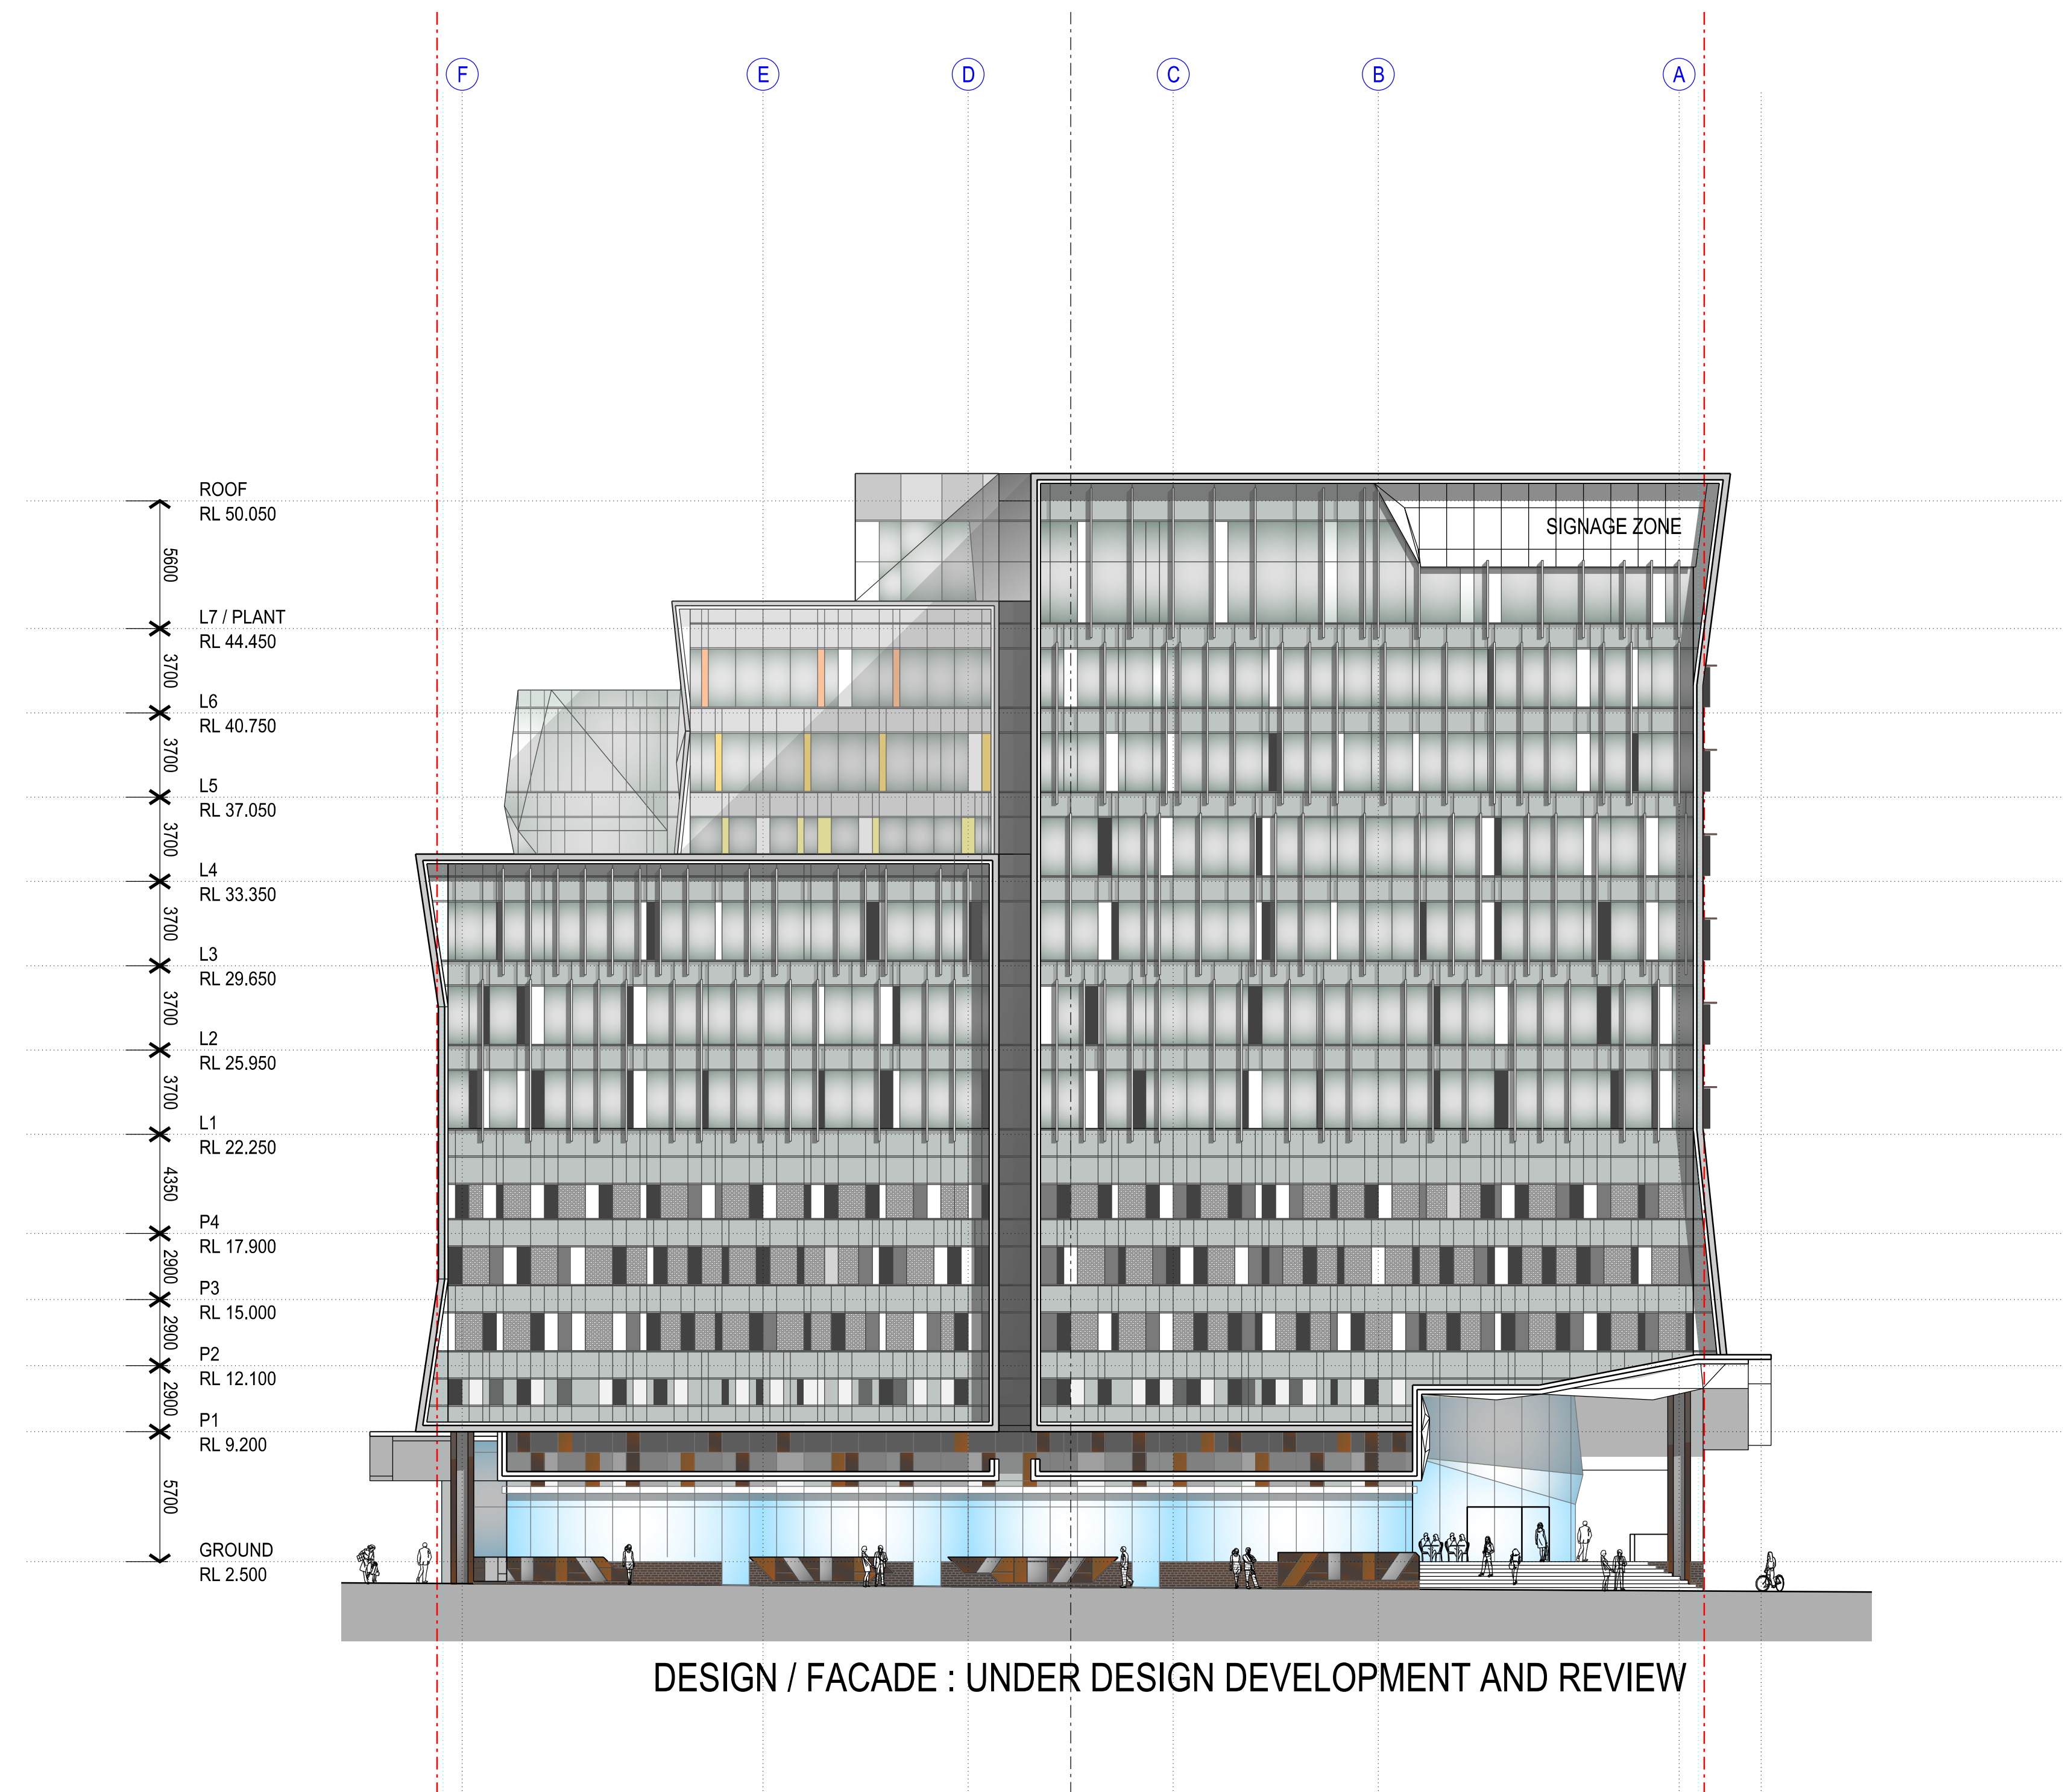 F E D C B A
ROOF
RL 50.050
SIGNAGE ZONE
5600
L7 / PLANT
RL 44.450
3700
L6
RL 40.750
3700
L5
RL 37.050
3700
L4
RL 33.350
3700
L3
RL 29.650
3700
L2
RL 25.950
3700
L1
RL 22.250
4350
P4
RL 17.900
2900
P3
RL 15.000
2900
P2
RL 12.100
2900
P1
RL 9.200
5700
GROUND
RL 2.500
DESIGN / FACADE : UNDER DESIGN DEVELOPMENT AND REVIEW